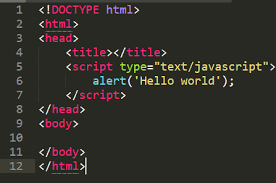 1 <!DOCTYPE html>
2 <html>
3 <head>
4 <title></title>
5 <script type="text/javascript">
6 alert('Hello world');
7 </script>
8 </head>
9 <body>
10
11 </body>
12 </html>